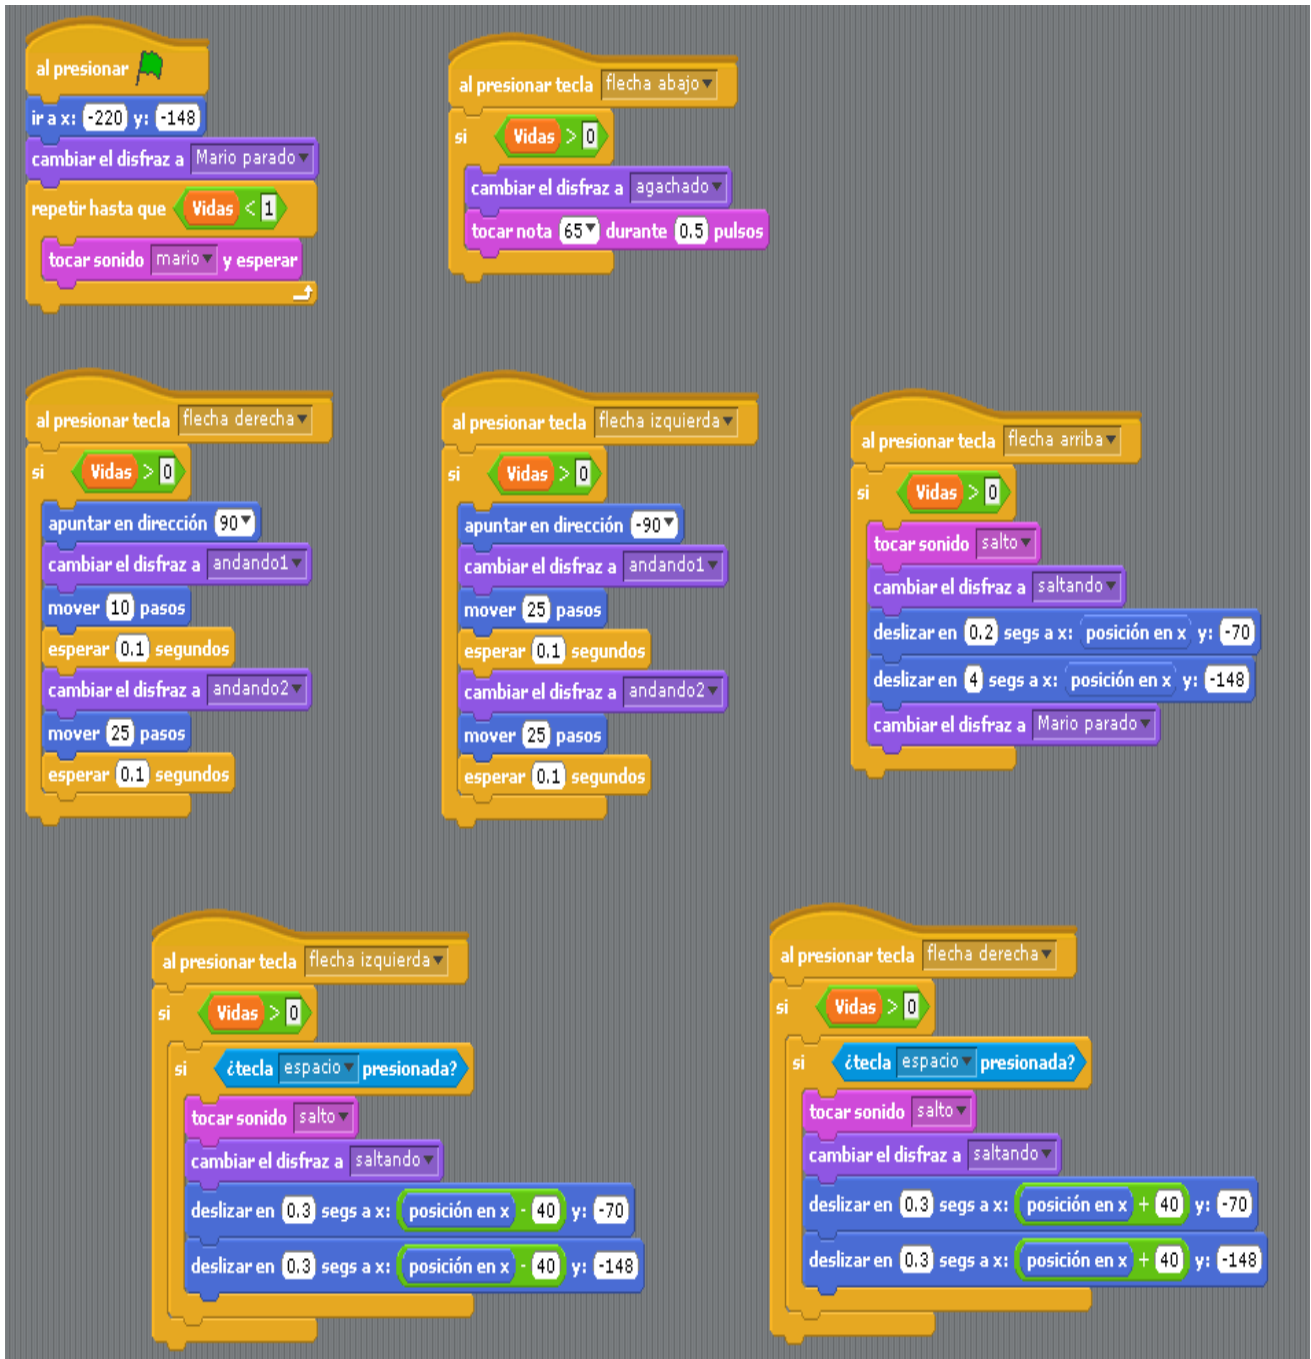 al presionar
ir a x: -220 y: -148
cambiar el disfraz a Mario parado
repetir hasta que Vidas < 1
tocar sonido mario y esperar
al presionar tecla flecha abajo
si Vidas > 0
cambiar el disfraz a agachado
tocar nota 65 durante 0.5 pulsos
al presionar tecla flecha derecha
si Vidas > 0
apuntar en dirección 90
cambiar el disfraz a andando1
mover 10 pasos
esperar 0.1 segundos
cambiar el disfraz a andando2
mover 25 pasos
esperar 0.1 segundos
al presionar tecla flecha izquierda
si Vidas > 0
apuntar en dirección -90
cambiar el disfraz a andando1
mover 25 pasos
esperar 0.1 segundos
cambiar el disfraz a andando2
mover 25 pasos
esperar 0.1 segundos
al presionar tecla flecha arriba
si Vidas > 0
tocar sonido salto
cambiar el disfraz a saltando
deslizar en 0.2 segs a x: posición en x y: -70
deslizar en 4 segs a x: posición en x y: -148
cambiar el disfraz a Mario parado
al presionar tecla flecha izquierda
si Vidas > 0
si ¿tecla espacio presionada?
tocar sonido salto
cambiar el disfraz a saltando
deslizar en 0.3 segs a x: posición en x - 40 y: -70
deslizar en 0.3 segs a x: posición en x - 40 y: -148
al presionar tecla flecha derecha
si Vidas > 0
si ¿tecla espacio presionada?
tocar sonido salto
cambiar el disfraz a saltando
deslizar en 0.3 segs a x: posición en x + 40 y: -70
deslizar en 0.3 segs a x: posición en x + 40 y: -148